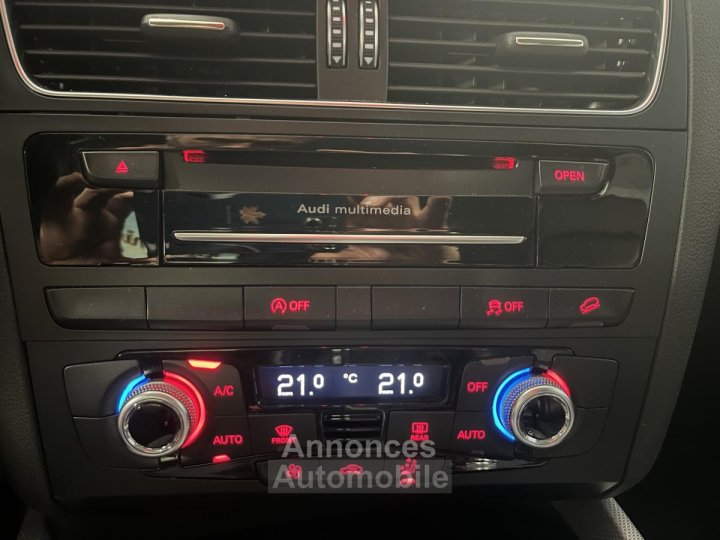 OPEN
Audi multimedia
A OFF
OFF
A/C
21.0 °C 21.0
OFF
AUTO
FRONT
REAR
AUTO
Annonces
Automobile